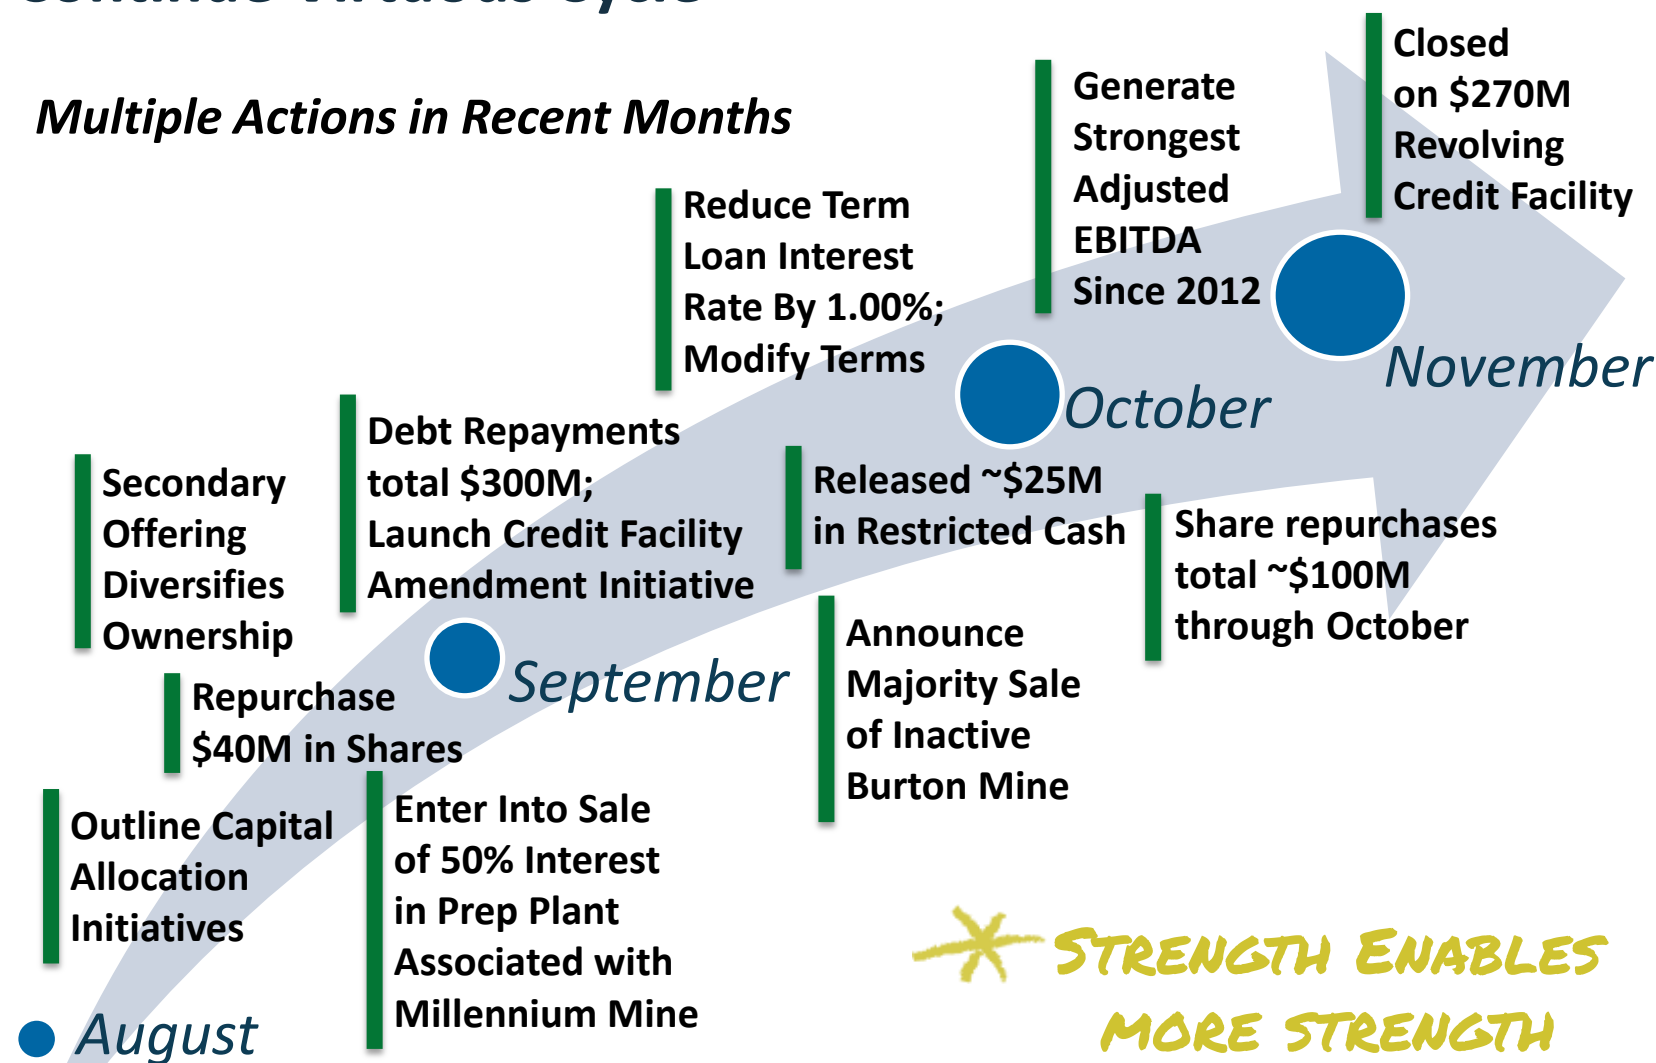 Continue Virtuous Cycle
Multiple Actions in Recent Months
Closed
on $270M
Revolving
Credit Facility
Generate
Strongest
Adjusted
EBITDA
Since 2012
Reduce Term
Loan Interest
Rate By 1.00%;
Modify Terms
November
October
Debt Repayments
total $300M;
Launch Credit Facility
Amendment Initiative
Secondary
Offering
Diversifies
Ownership
Released ~$25M
in Restricted Cash
Share repurchases
total ~$100M
through October
September
Repurchase
$40M in Shares
Announce
Majority Sale
of Inactive
Burton Mine
Outline Capital
Allocation
Initiatives
Enter Into Sale
of 50% Interest
in Prep Plant
Associated with
Millennium Mine
August
STRENGTH ENABLES
MORE STRENGTH